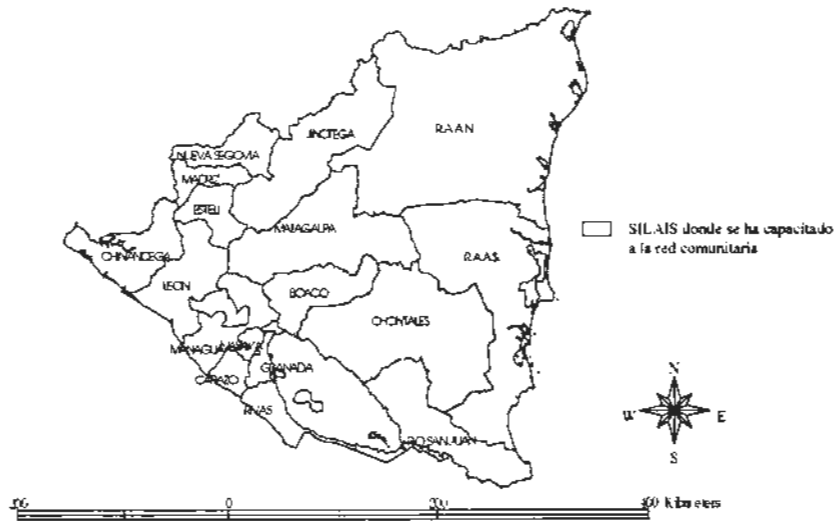 JINOTEGA
R.A.A.N
NUEVA SEGOVIA
MADRIZ
ESTELI
MATAGALPA
SILAIS donde se ha capacitado
a la red comunitaria
CHINANDEGA
R.A.A.S
LEON
BOACO
CHONTALES
MANAGUA
GRANADA
CARAZO
RIVAS
RIO SAN JUAN
N
W
E
S
0
200
Kilometers